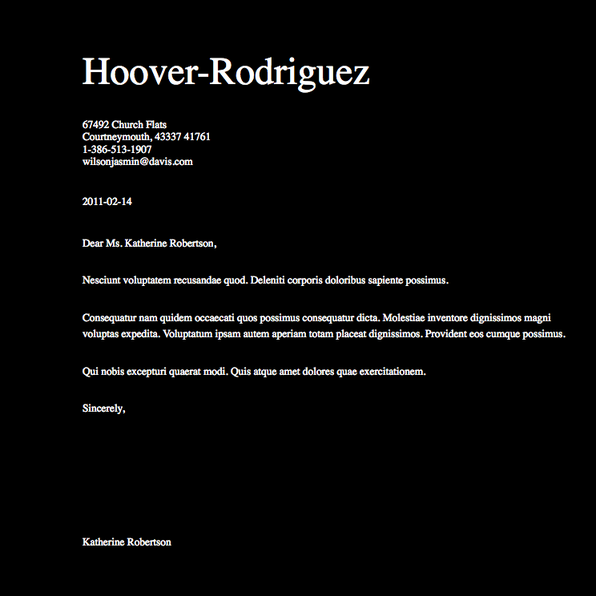 Hoover-Rodriguez
67492 Church Flats
Courtneymouth, 43337 41761
1-386-513-1907
wilsonjasmin@davis.com
2011-02-14
Dear Ms. Katherine Robertson,
Nesciunt voluptatem recusandae quod. Deleniti corporis doloribus sapiente possimus.
Consequatur nam quidem occaecati quos possimus consequatur dicta. Molestiae inventore dignissimos magni
voluptas expedita. Voluptatum ipsam autem aperiam totam placeat dignissimos. Provident eos cumque possimus.
Qui nobis excepturi quaerat modi. Quis atque amet dolores quae exercitationem.
Sincerely,
Katherine Robertson